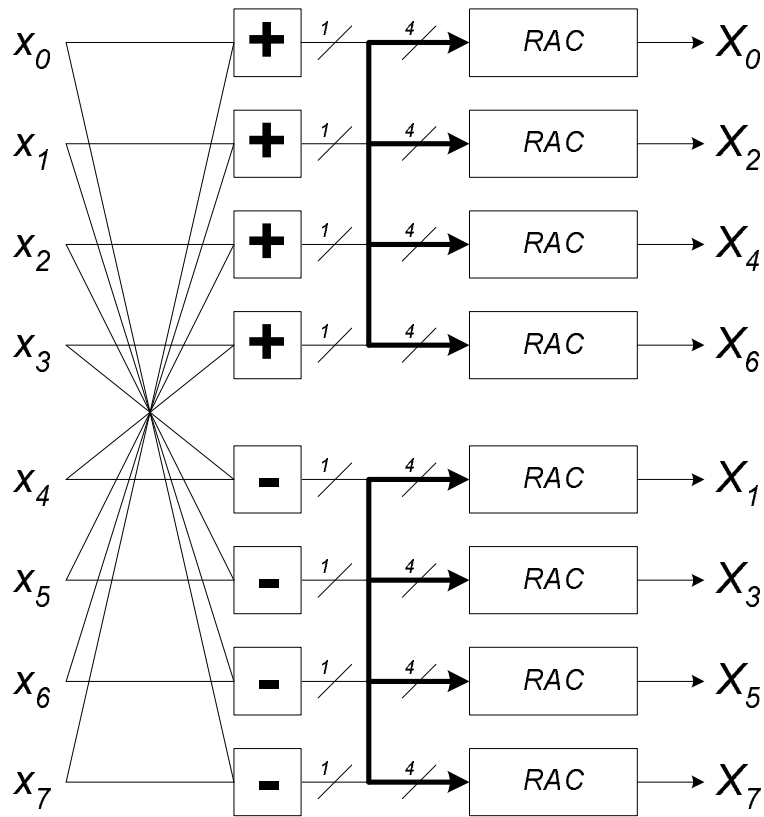 x0 + 1 4 RAC X0
x1 + 1 4 RAC X2
x2 + 1 4 RAC X4
x3 + 1 4 RAC X6
x4 - 1 4 RAC X1
x5 - 1 4 RAC X3
x6 - 1 4 RAC X5
x7 - 1 4 RAC X7